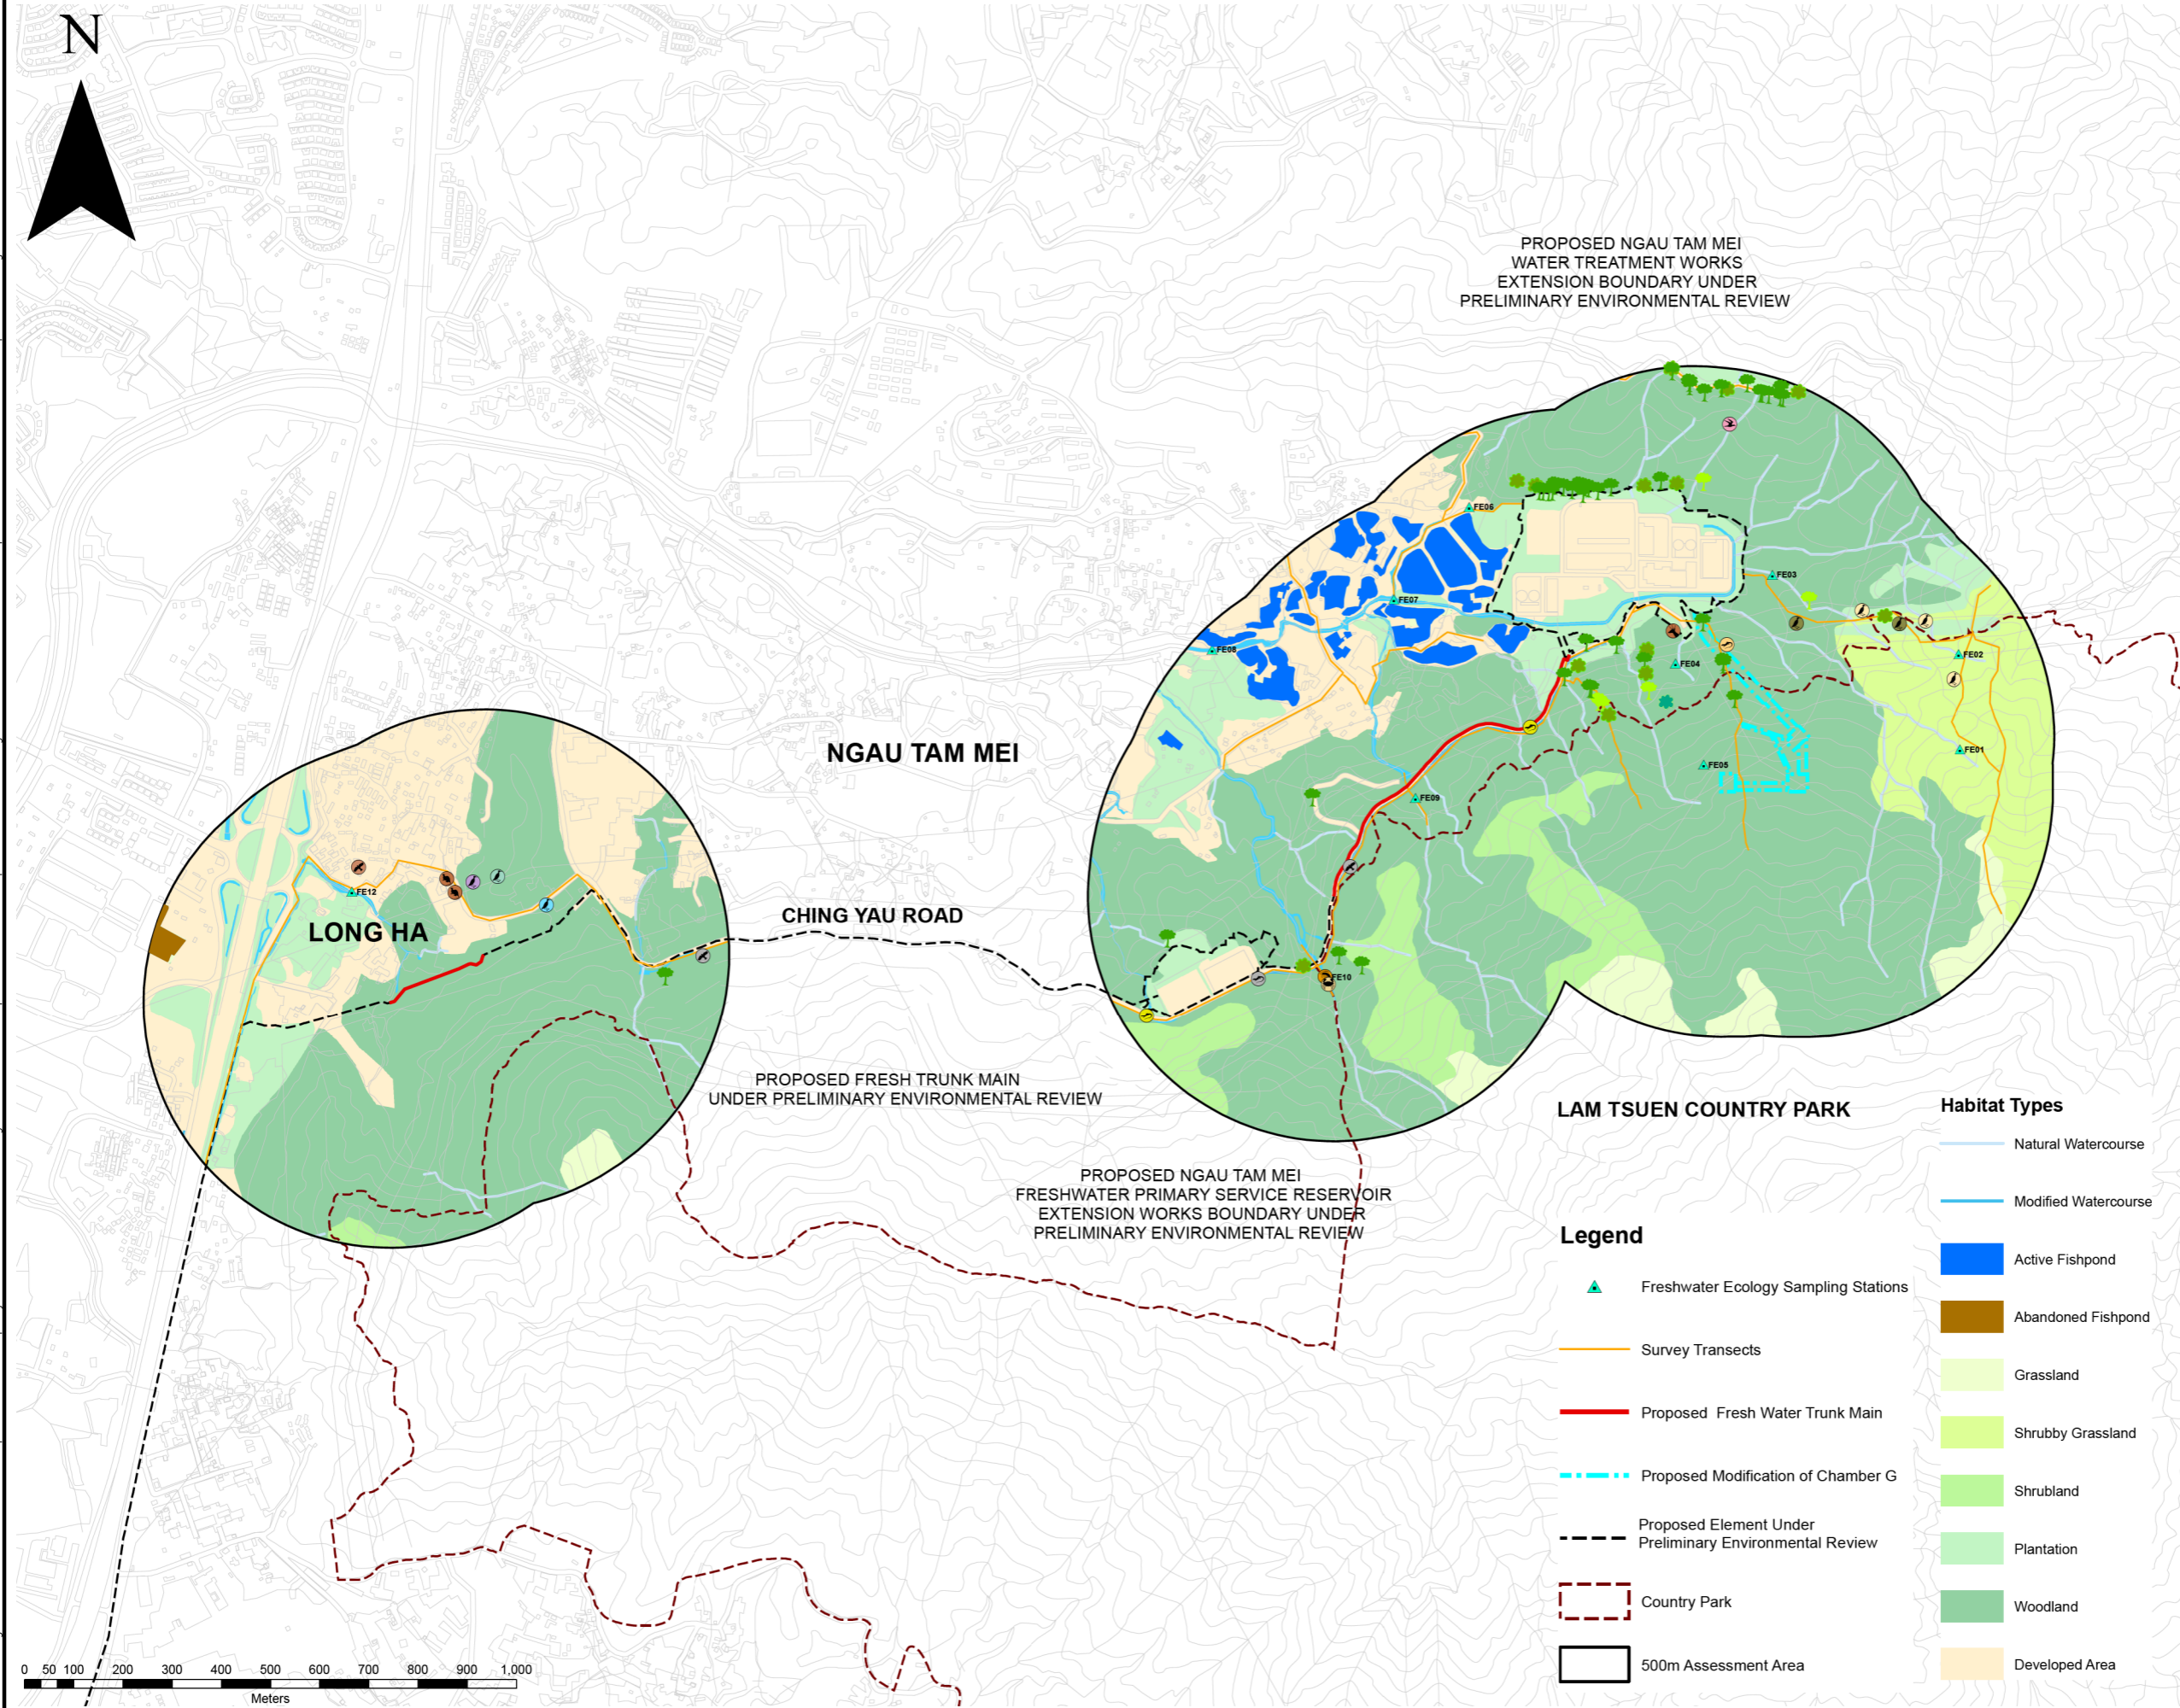 N
PROPOSED NGAU TAM MEI
WATER TREATMENT WORKS
EXTENSION BOUNDARY UNDER
PRELIMINARY ENVIRONMENTAL REVIEW
FE06
FE03
FE07
FE08
FE04
FE02
FE01
FE05
FE09
NGAU TAM MEI
FE12
LONG HA
CHING YAU ROAD
FE10
PROPOSED FRESH TRUNK MAIN
UNDER PRELIMINARY ENVIRONMENTAL REVIEW
LAM TSUEN COUNTRY PARK
PROPOSED NGAU TAM MEI
FRESHWATER PRIMARY SERVICE RESERVOIR
EXTENSION WORKS BOUNDARY UNDER
PRELIMINARY ENVIRONMENTAL REVIEW
Legend
Freshwater Ecology Sampling Stations
Survey Transects
Proposed Fresh Water Trunk Main
Proposed Modification of Chamber G
Proposed Element Under
Preliminary Environmental Review
Country Park
500m Assessment Area
Habitat Types
Natural Watercourse
Modified Watercourse
Active Fishpond
Abandoned Fishpond
Grassland
Shrubby Grassland
Shrubland
Plantation
Woodland
Developed Area
0 50 100 200 300 400 500 600 700 800 900 1,000
Meters